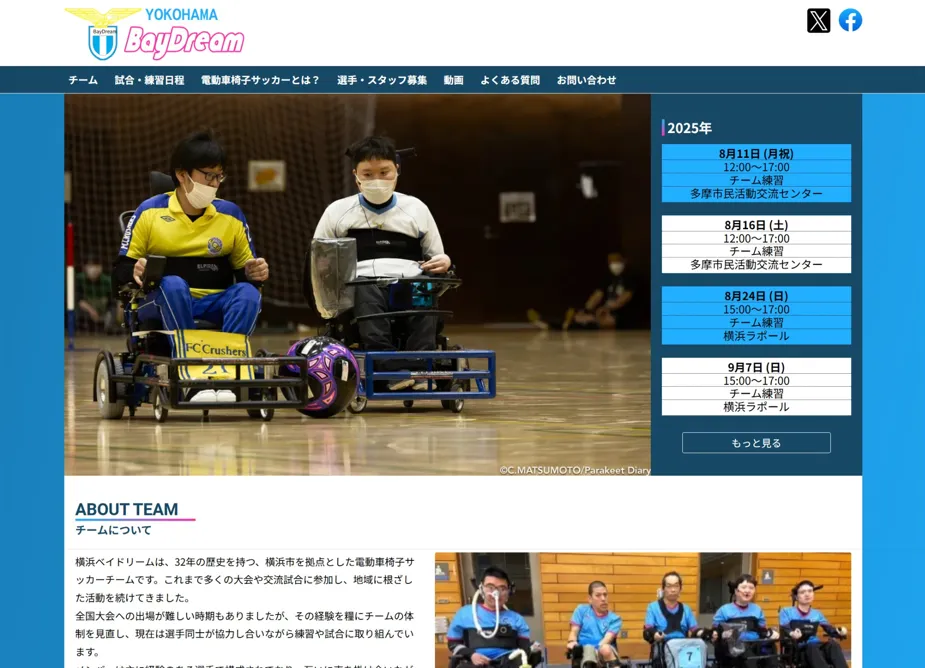 YOKOHAMA
BayDream
BayDream
チーム 試合・練習日程 電動車椅子サッカーとは？ 選手・スタッフ募集 動画 よくある質問 お問い合わせ
FC Crushers
21
©C.MATSUMOTO/Parakeet Diary
2025年
8月11日 (月祝)
12:00〜17:00
チーム練習
多摩市民活動交流センター
8月16日 (土)
12:00〜17:00
チーム練習
多摩市民活動交流センター
8月24日 (日)
15:00〜17:00
チーム練習
横浜ラポール
9月7日 (日)
15:00〜17:00
チーム練習
横浜ラポール
もっと見る
ABOUT TEAM
チームについて
横浜ベイドリームは、32年の歴史を持つ、横浜市を拠点とした電動車椅子サ
ッカーチームです。これまで多くの大会や交流試合に参加し、地域に根ざし
た活動を続けてきました。
全国大会への出場が難しい時期もありましたが、その経験を糧にチームの体
制を見直し、現在は選手同士が協力し合いながら練習や試合に取り組んでい
ます。
7